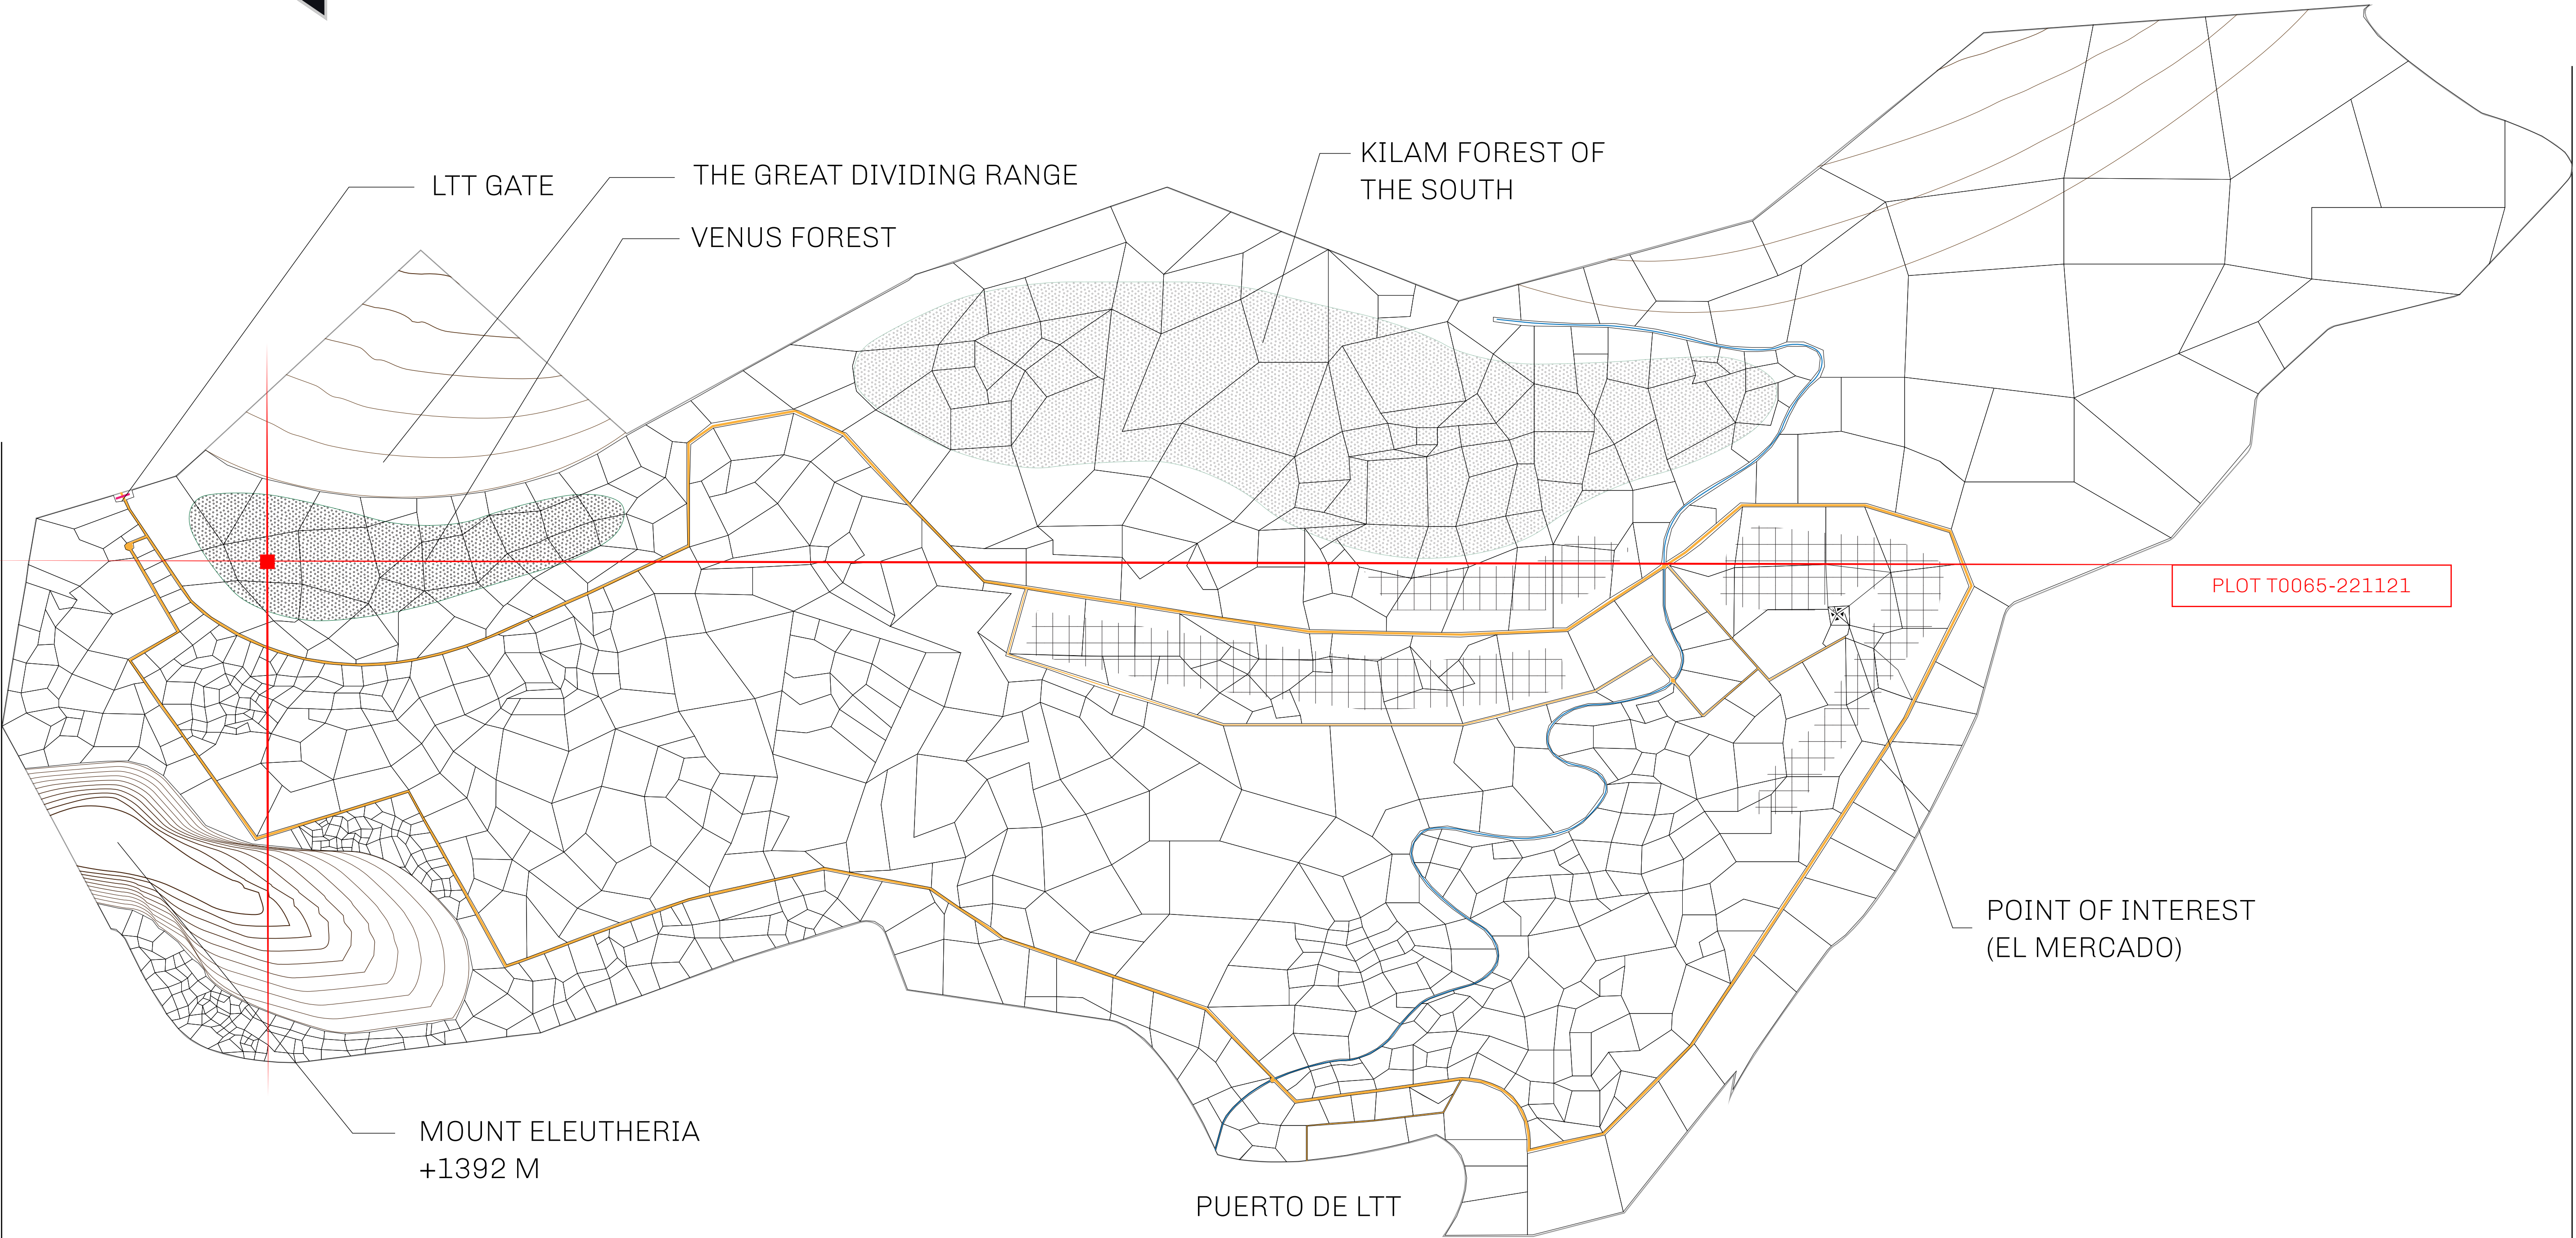 KILAM FOREST OF
THE SOUTH
THE GREAT DIVIDING RANGE
LTT GATE
VENUS FOREST
PLOT T0065-221121
POINT OF INTEREST
(EL MERCADO)
MOUNT ELEUTHERIA
+1392 M
PUERTO DE LTT